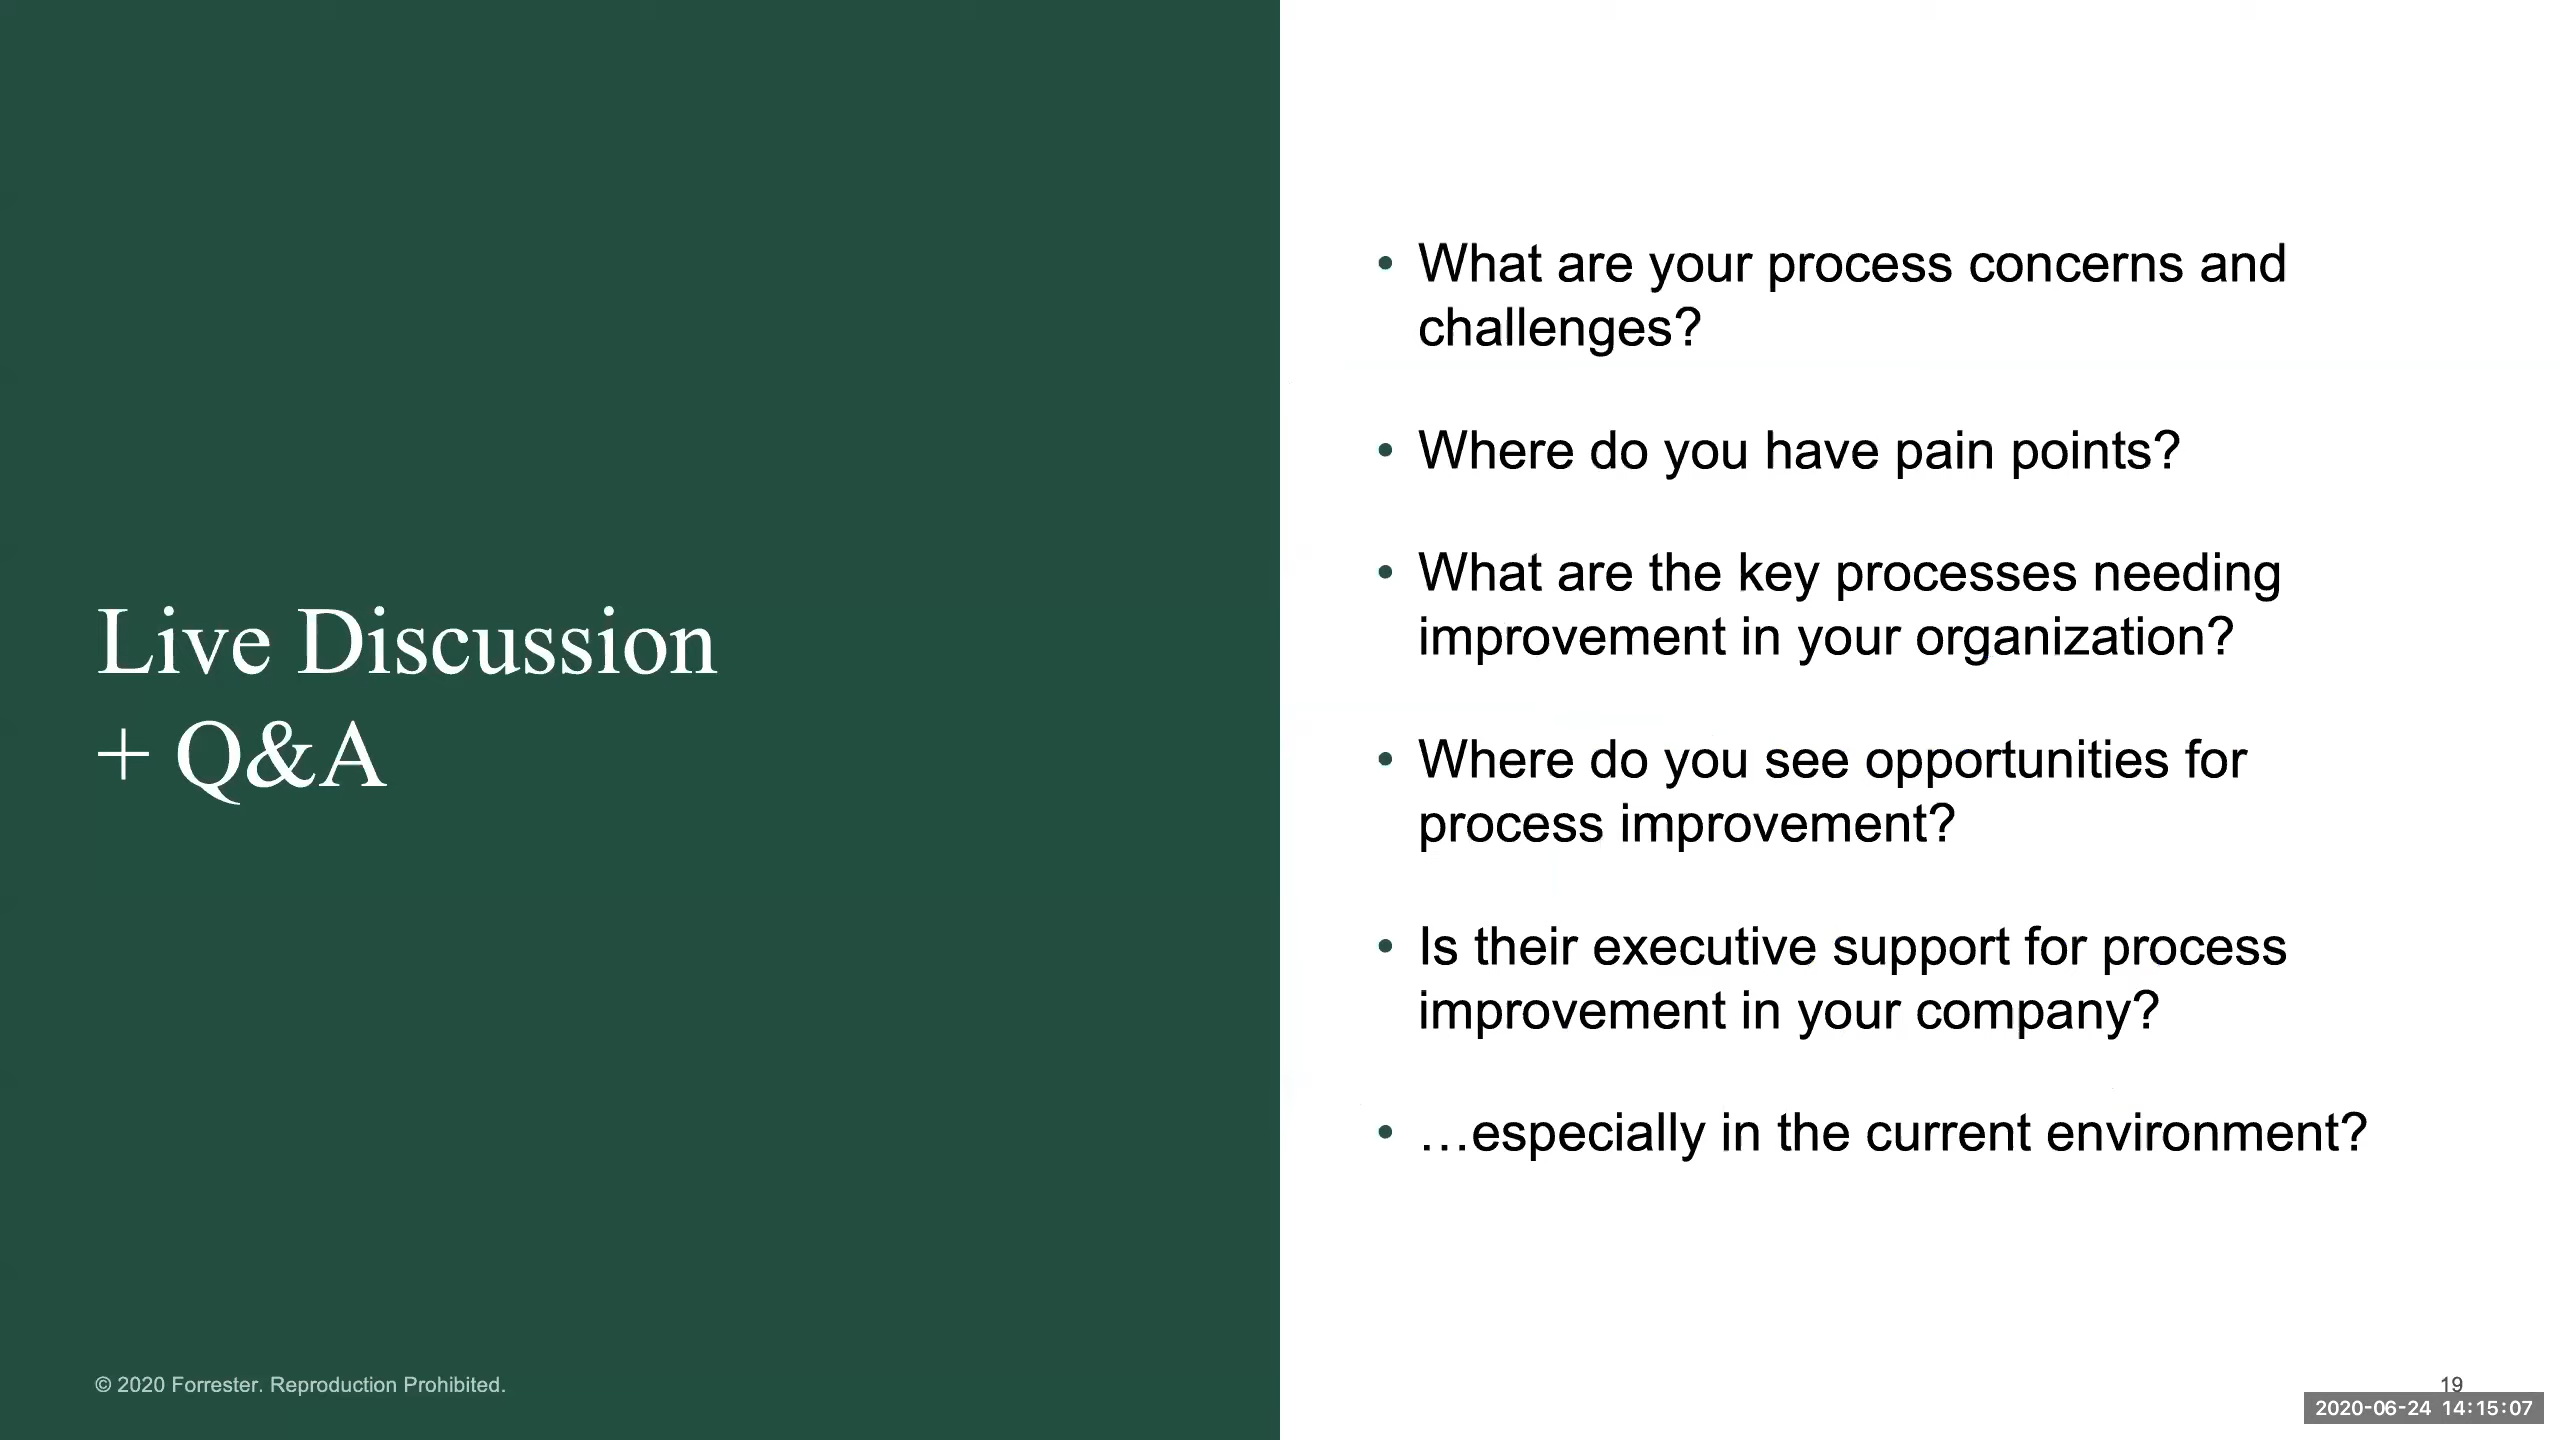 Live Discussion
+ Q&A
• What are your process concerns and
challenges?
• Where do you have pain points?
• What are the key processes needing
improvement in your organization?
• Where do you see opportunities for
process improvement?
• Is their executive support for process
improvement in your company?
• …especially in the current environment?
© 2020 Forrester. Reproduction Prohibited.
19
2020-06-24 14:15:07